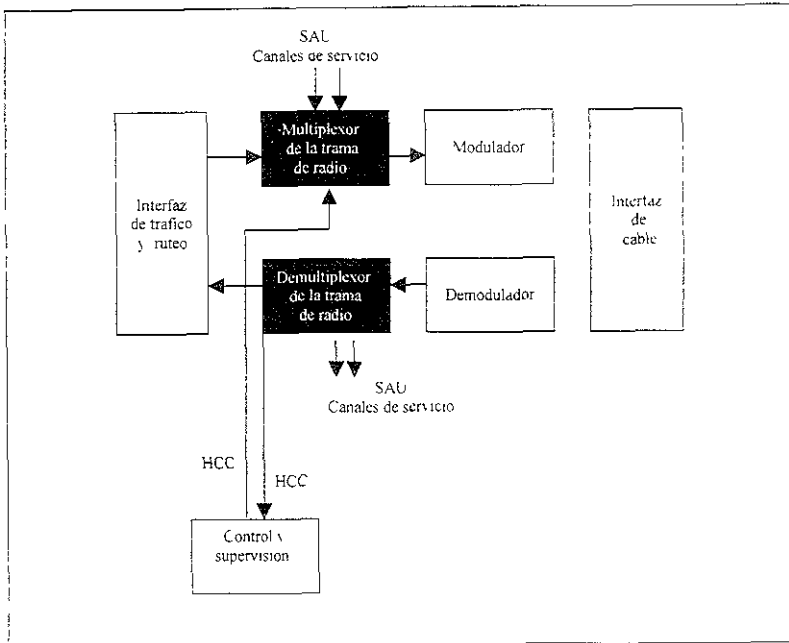 SAU
Canales de servicio
Multiplexor
de la trama
de radio
Modulador
Interfaz
de trafico
y ruteo
Interfaz
de
cable
Demultiplexor
de la trama
de radio
Demodulador
SAU
Canales de servicio
HCC
HCC
Control y
supervision